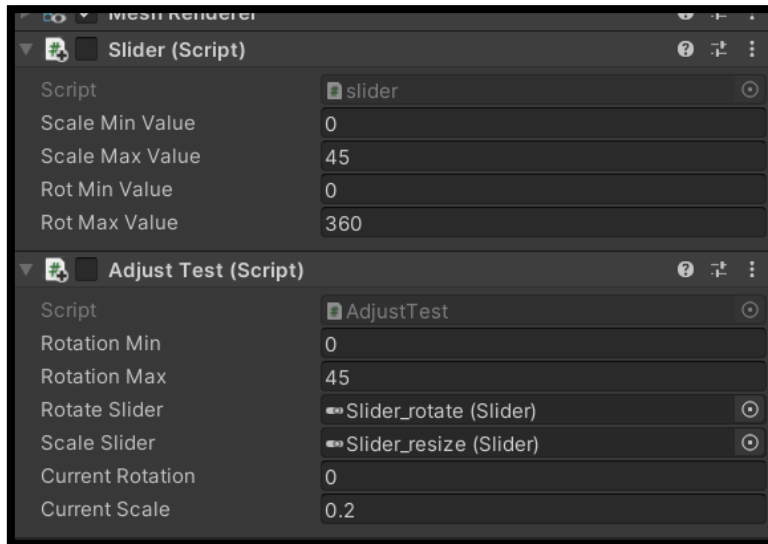 Mesh Renderer
Slider (Script)
Script slider
Scale Min Value 0
Scale Max Value 45
Rot Min Value 0
Rot Max Value 360
Adjust Test (Script)
Script AdjustTest
Rotation Min 0
Rotation Max 45
Rotate Slider Slider_rotate (Slider)
Scale Slider Slider_resize (Slider)
Current Rotation 0
Current Scale 0.2